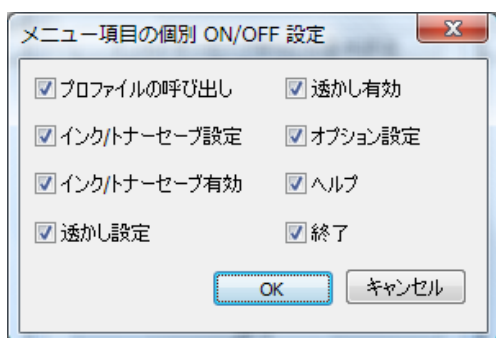 メニュー項目の個別 ON/OFF 設定
プロファイルの呼び出し
透かし有効
インク/トナーセーブ設定
オプション設定
インク/トナーセーブ有効
ヘルプ
透かし設定
終了
OK
キャンセル